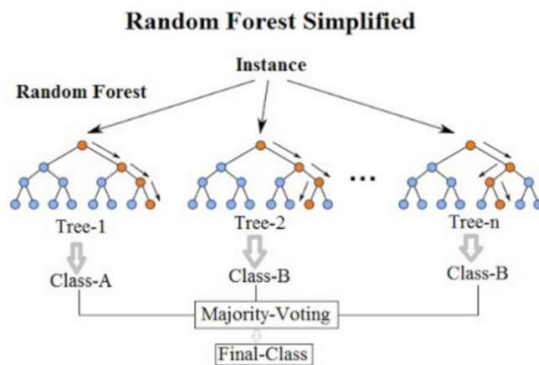 Random Forest Simplified
Instance
Random Forest
...
Tree-1
Tree-2
Tree-n
Class-A
Class-B
Class-B
Majority-Voting
Final-Class